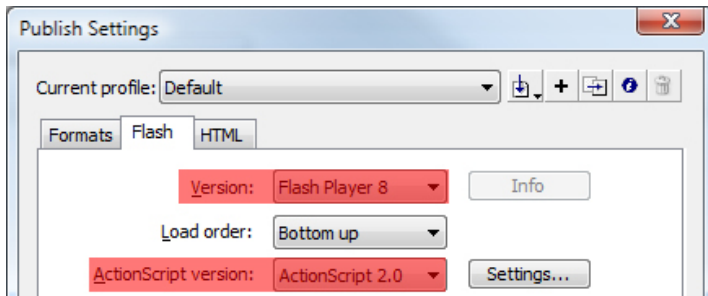 Publish Settings
Current profile: Default
Formats Flash HTML
Version: Flash Player 8 Info
Load order: Bottom up
ActionScript version: ActionScript 2.0 Settings...